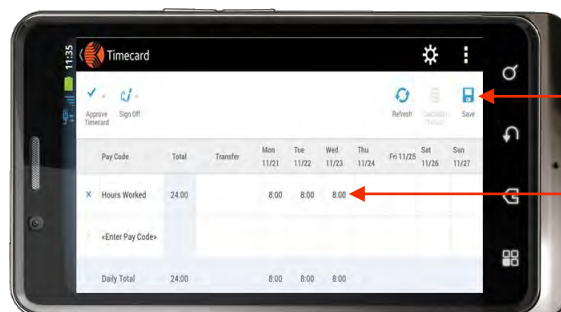 11:35
Timecard
Approve Timecard
Sign Off
Refresh
Save
Pay Code Total Transfer Mon 11/21 Tue 11/22 Wed 11/23 Thu 11/24 Fri 11/25 Sat 11/26 Sun 11/27
× Hours Worked 24:00 8:00 8:00 8:00
<Enter Pay Code>
Daily Total 24:00 8:00 8:00 8:00